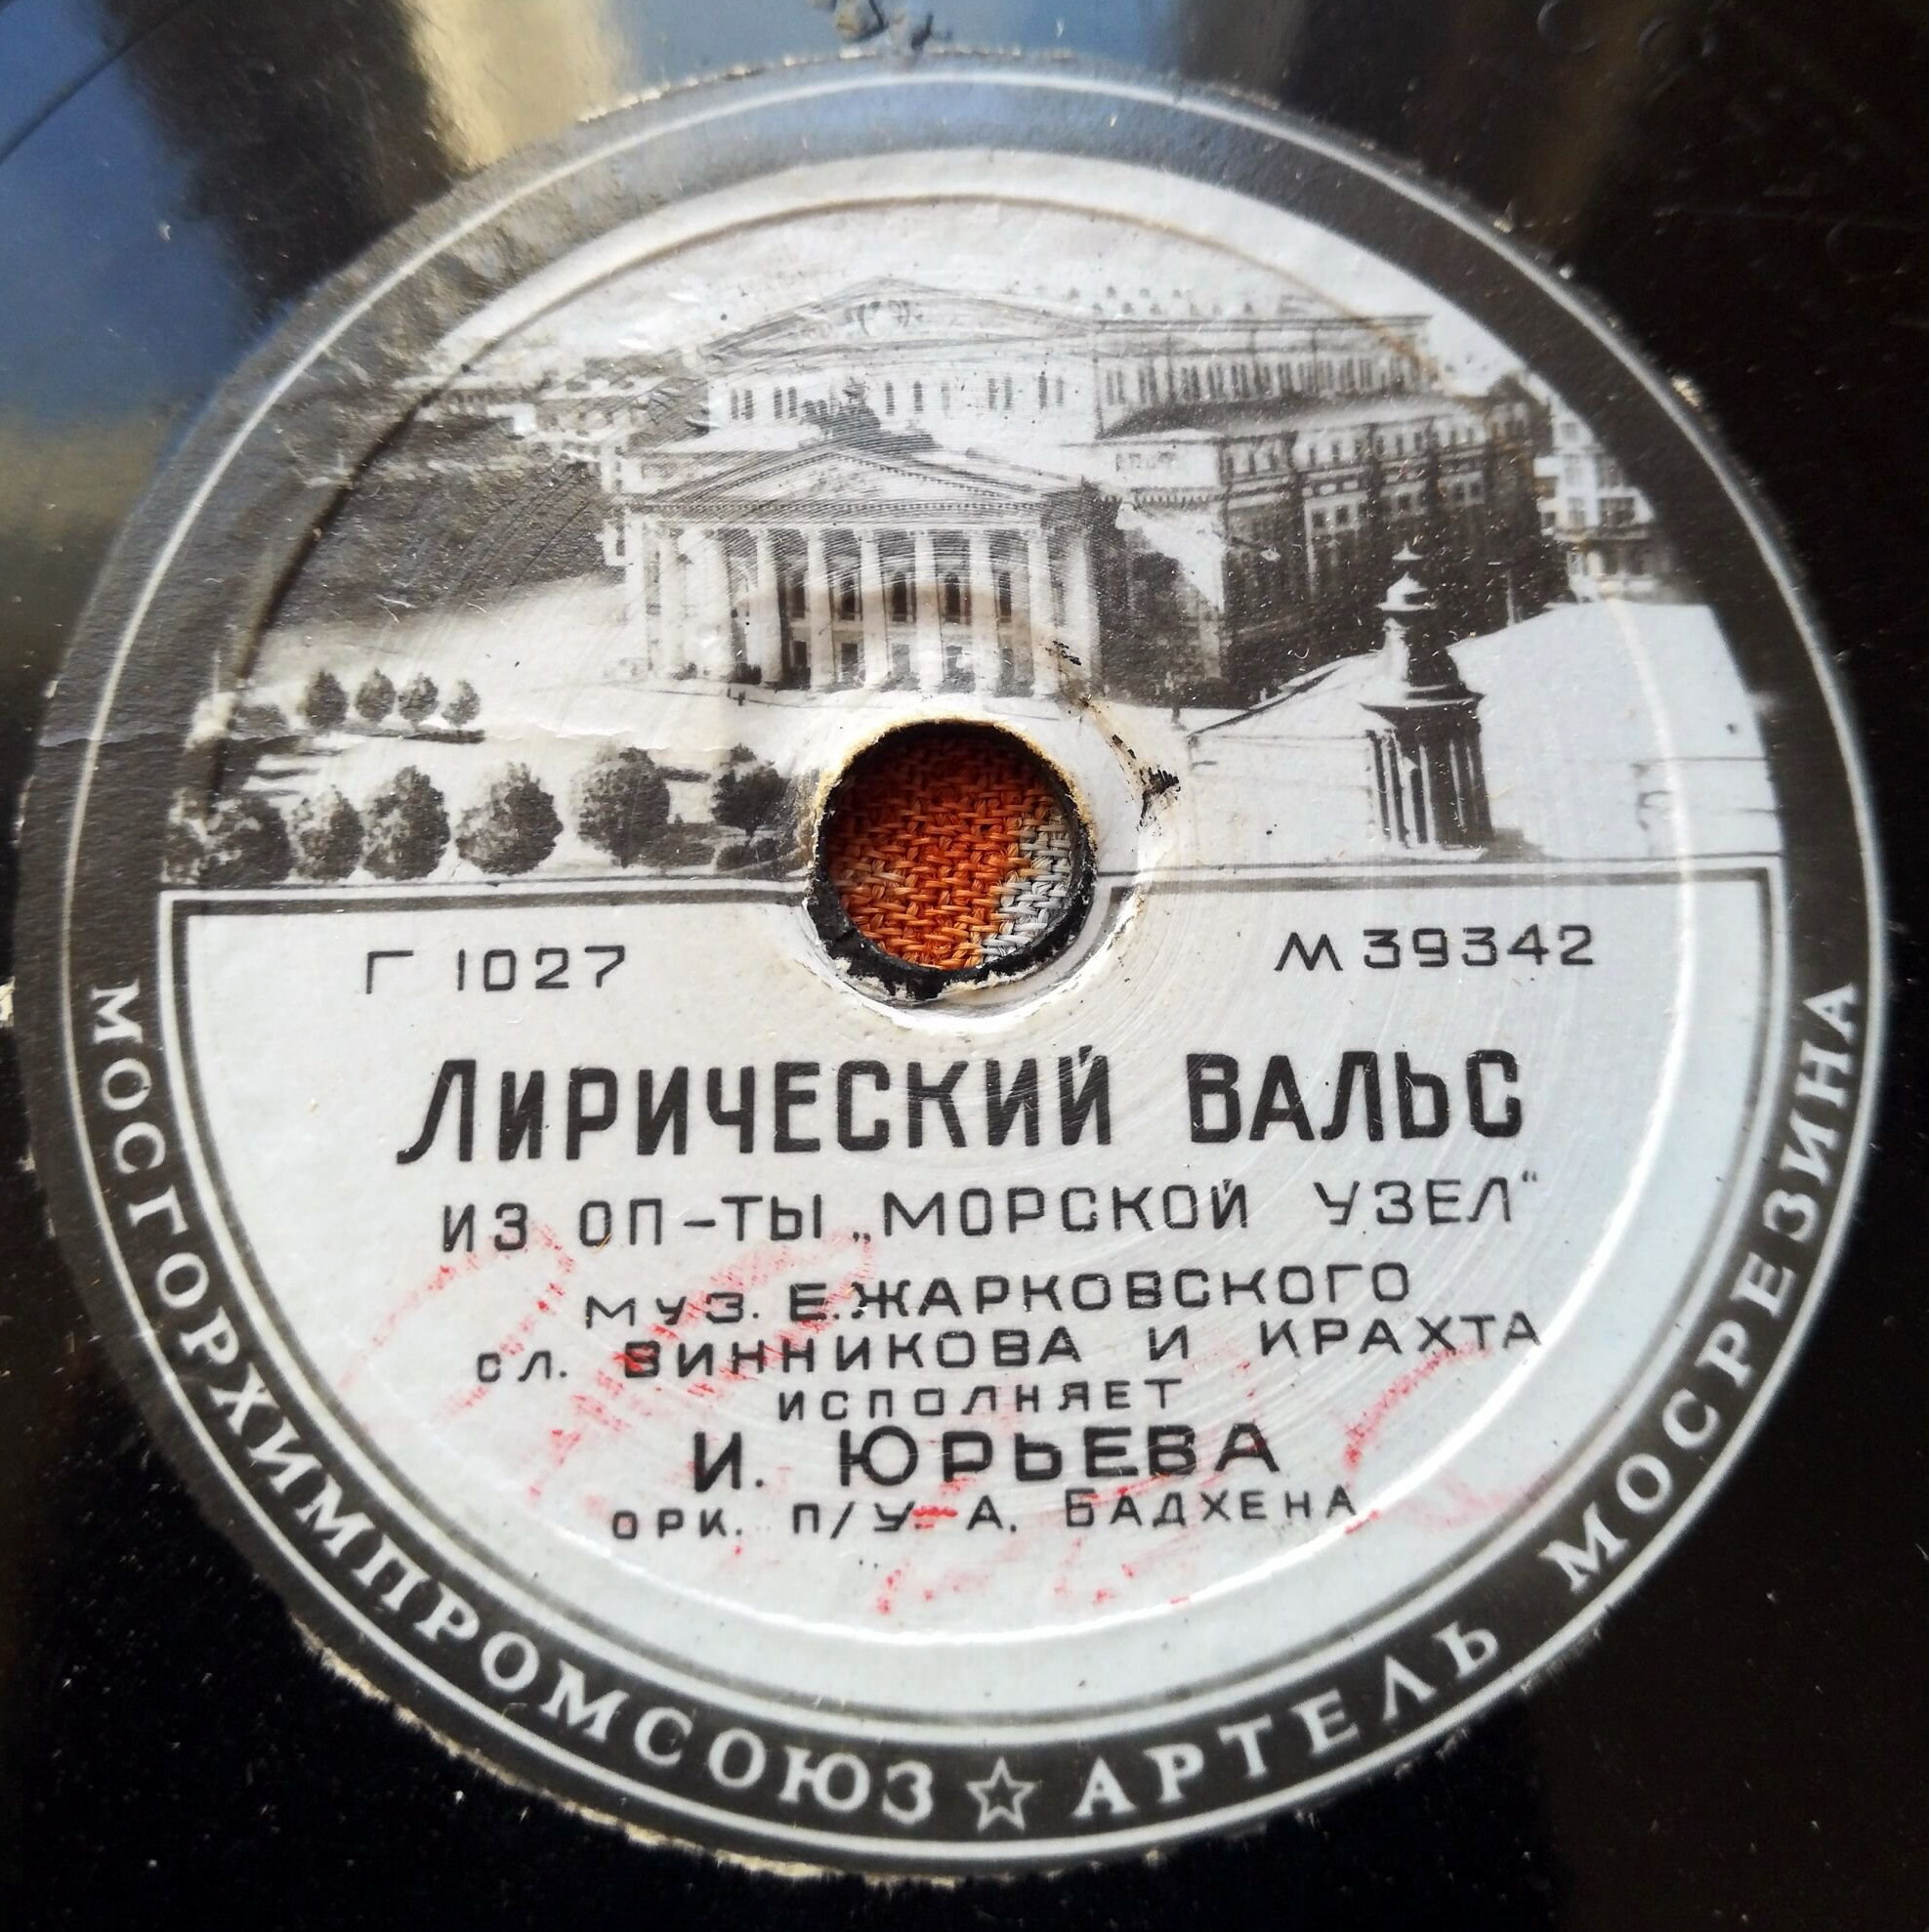 Г 1027
М 39342
ЛИРИЧЕСКИЙ ВАЛЬС
ИЗ ОП-ТЫ „МОРСКОЙ УЗЕЛ“
МУЗ. Е.ЖАРКОВСКОГО
СЛ. ВИННИКОВА И КРАХТА
ИСПОЛНЯЕТ
И. ЮРЬЕВА
ОРК. П/У А. БАДХЕНА
МОСГОРХИМПРОМСОЮЗ ☆ АРТЕЛЬ МОСРЕЗИНА